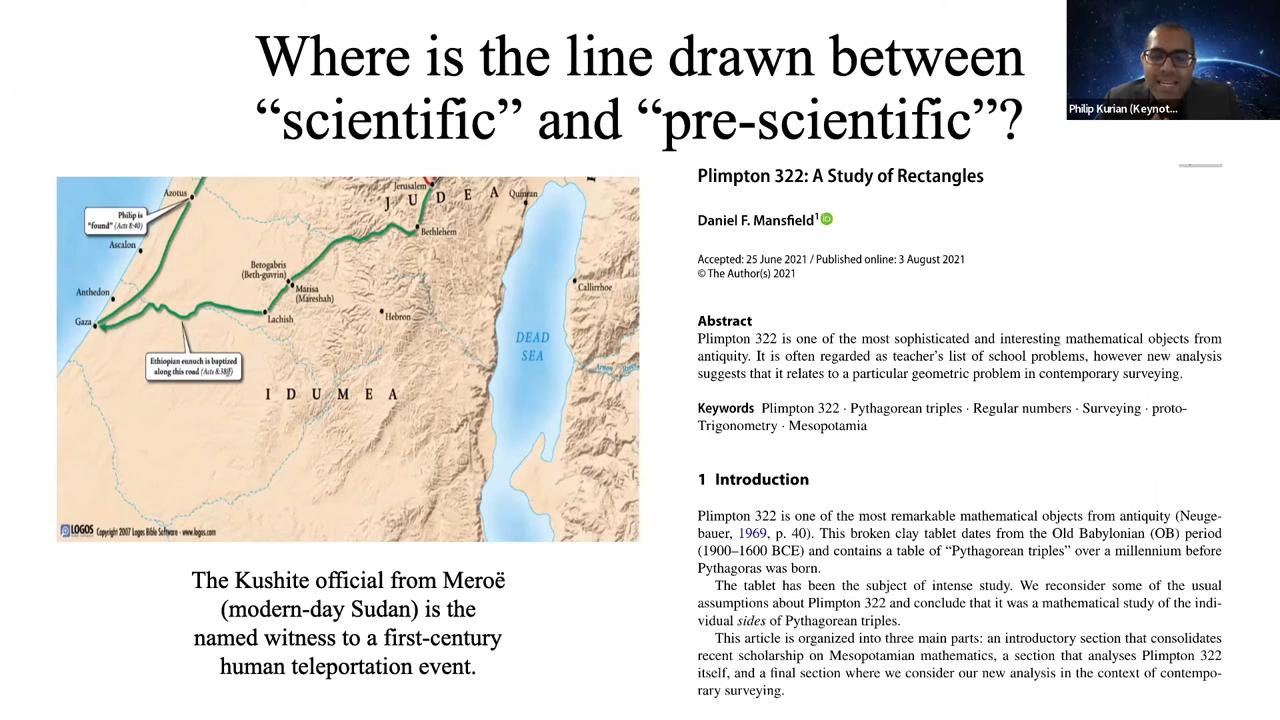 Where is the line drawn between
“scientific” and “pre-scientific”?
Philip Kurian (Keynot...
Azotus
Philip is
"found" (Acts 8:40)
Ascalon
Anthedon
Gaza
Jerusalem
JUDEA
Qumran
Bethlehem
Betogabris
(Beth-guvrin)
Marisa
(Mareshah)
Lachish
Hebron
Callirrhoe
DEAD
SEA
Ethiopian eunuch is baptized
along this road (Acts 8:38ff)
IDUMEA
LOGOS Copyright 2007 Logos Bible Software - www.logos.com
The Kushite official from Meroë
(modern-day Sudan) is the
named witness to a first-century
human teleportation event.
Plimpton 322: A Study of Rectangles
Daniel F. Mansfield¹ iD
Accepted: 25 June 2021 / Published online: 3 August 2021
© The Author(s) 2021
Abstract
Plimpton 322 is one of the most sophisticated and interesting mathematical objects from
antiquity. It is often regarded as teacher’s list of school problems, however new analysis
suggests that it relates to a particular geometric problem in contemporary surveying.
Keywords Plimpton 322 · Pythagorean triples · Regular numbers · Surveying · proto-
Trigonometry · Mesopotamia
1 Introduction
Plimpton 322 is one of the most remarkable mathematical objects from antiquity (Neuge-
bauer, 1969, p. 40). This broken clay tablet dates from the Old Babylonian (OB) period
(1900–1600 BCE) and contains a table of “Pythagorean triples” over a millennium before
Pythagoras was born.
The tablet has been the subject of intense study. We reconsider some of the usual
assumptions about Plimpton 322 and conclude that it was a mathematical study of the indi-
vidual sides of Pythagorean triples.
This article is organized into three main parts: an introductory section that consolidates
recent scholarship on Mesopotamian mathematics, a section that analyses Plimpton 322
itself, and a final section where we consider our new analysis in the context of contempo-
rary surveying.